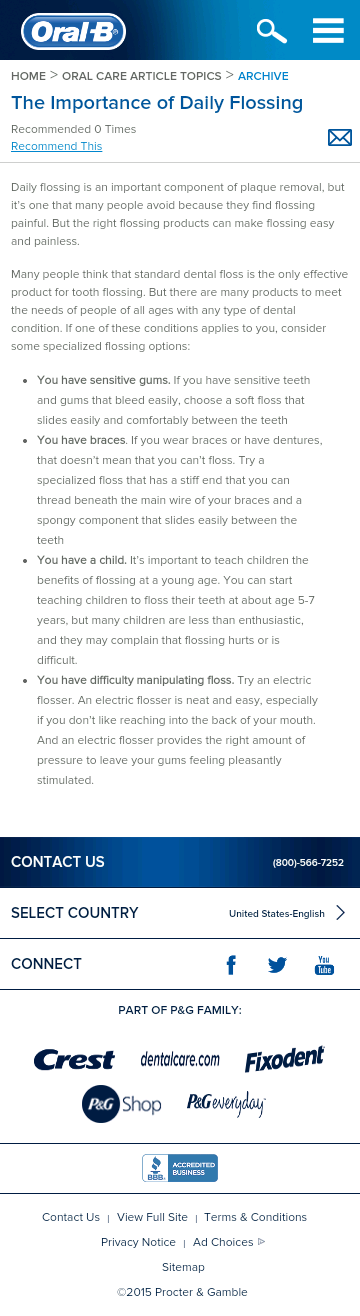 Oral-B
HOME > ORAL CARE ARTICLE TOPICS > ARCHIVE
The Importance of Daily Flossing
Recommended 0 Times
Recommend This
Daily flossing is an important component of plaque removal, but
it's one that many people avoid because they find flossing
painful. But the right flossing products can make flossing easy
and painless.
Many people think that standard dental floss is the only effective
product for tooth flossing. But there are many products to meet
the needs of people of all ages with any type of dental
condition. If one of these conditions applies to you, consider
some specialized flossing options:
• You have sensitive gums. If you have sensitive teeth
and gums that bleed easily, choose a soft floss that
slides easily and comfortably between the teeth
• You have braces. If you wear braces or have dentures,
that doesn't mean that you can't floss. Try a
specialized floss that has a stiff end that you can
thread beneath the main wire of your braces and a
spongy component that slides easily between the
teeth
• You have a child. It's important to teach children the
benefits of flossing at a young age. You can start
teaching children to floss their teeth at about age 5-7
years, but many children are less than enthusiastic,
and they may complain that flossing hurts or is
difficult.
• You have difficulty manipulating floss. Try an electric
flosser. An electric flosser is neat and easy, especially
if you don't like reaching into the back of your mouth.
And an electric flosser provides the right amount of
pressure to leave your gums feeling pleasantly
stimulated.
CONTACT US (800)-566-7252
SELECT COUNTRY United States-English
CONNECT You Tube
PART OF P&G FAMILY:
Crest dentalcare.com Fixodent
P&G Shop P&G everyday
BBB ACCREDITED BUSINESS
Contact Us | View Full Site | Terms & Conditions
Privacy Notice | Ad Choices
Sitemap
©2015 Procter & Gamble